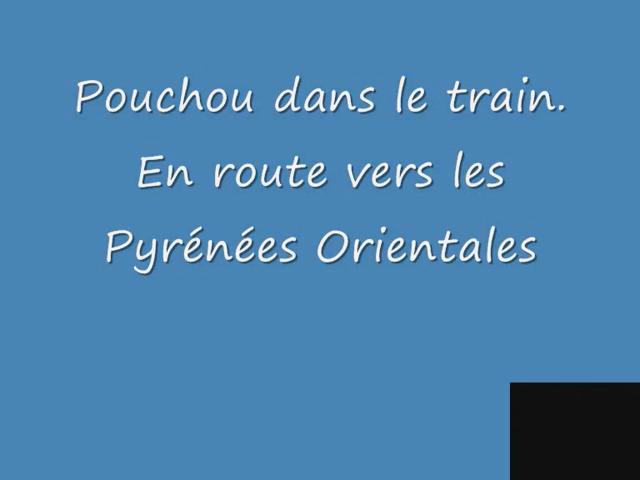 Pouchou dans le train.
En route vers les
Pyrénées Orientales